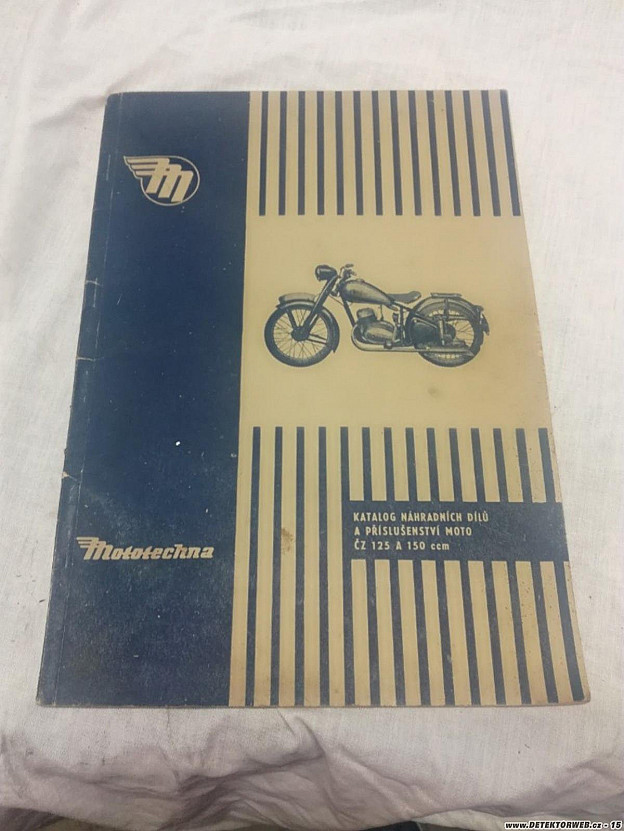 M
Mototechna
KATALOG NÁHRADNÍCH DÍLŮ
A PŘÍSLUŠENSTVÍ MOTO
ČZ 125 A 150 ccm
www.DETEKTORWEB.cz - 15